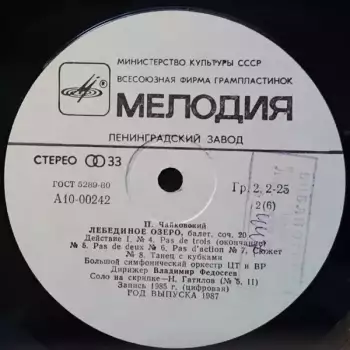 МИНИСТЕРСТВО КУЛЬТУРЫ СССР
ВСЕСОЮЗНАЯ ФИРМА ГРАМПЛАСТИНОК
МЕЛОДИЯ
ЛЕНИНГРАДСКИЙ ЗАВОД
СТЕРЕО 33
ГОСТ 5289-80
Гр. 2, 2-25
А10-00242
2(6)
П. Чайковский
ЛЕБЕДИНОЕ ОЗЕРО, балет, соч. 20
Действие I, № 4. Pas de trois (окончание)
№ 5. Pas de deux № 6. Pas d'action № 7. Сюжет
№ 8. Танец с кубками
Большой симфонический оркестр ЦТ и ВР
Дирижер Владимир Федосеев
Соло на скрипке—И. Гатилов (№ 5, 11)
Запись 1985 г. (цифровая)
ГОД ВЫПУСКА 1987